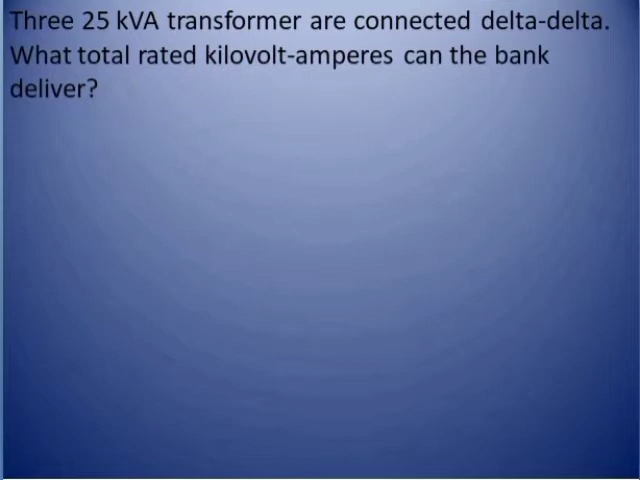 Three 25 kVA transformer are connected delta-delta.
What total rated kilovolt-amperes can the bank
deliver?